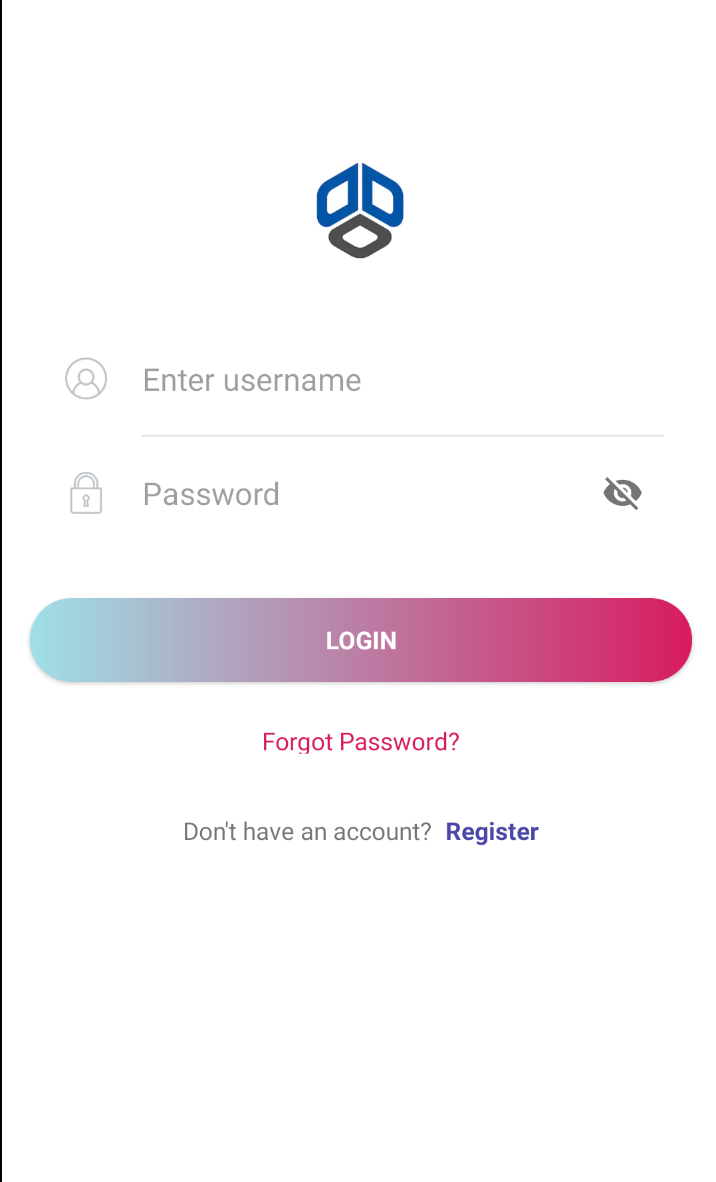 Enter username
Password
LOGIN
Forgot Password?
Don't have an account? Register